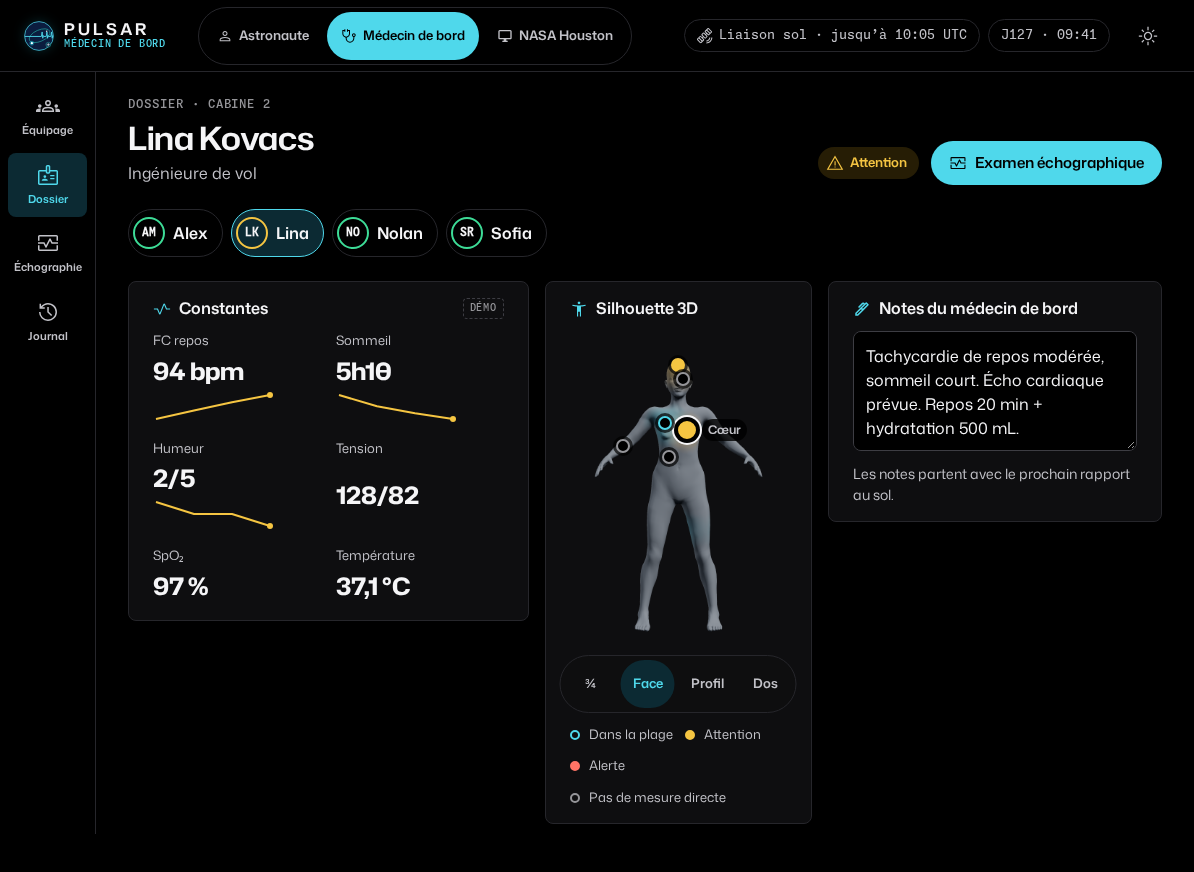 PULSAR
MÉDECIN DE BORD
Astronaute
Médecin de bord
NASA Houston
Liaison sol · jusqu’à 10:05 UTC
J127 · 09:41
Équipage
Dossier
Échographie
Journal
DOSSIER · CABINE 2
Lina Kovacs
Ingénieure de vol
Attention
Examen échographique
AM Alex
LK Lina
NO Nolan
SR Sofia
Constantes
DÉMO
FC repos
94 bpm
Sommeil
5h10
Humeur
2/5
Tension
128/82
SpO₂
97 %
Température
37,1 °C
Silhouette 3D
Cœur
¾
Face
Profil
Dos
Dans la plage
Attention
Alerte
Pas de mesure directe
Notes du médecin de bord
Tachycardie de repos modérée,
sommeil court. Écho cardiaque
prévue. Repos 20 min +
hydratation 500 mL.
Les notes partent avec le prochain rapport
au sol.